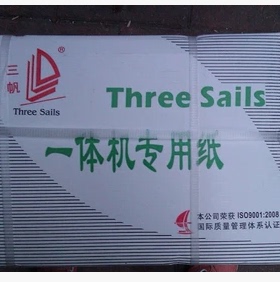 三帆
®
Three Sails
Three Sails
一体机专用纸
本公司荣获 ISO9001:2008
国际质量管理体系认证